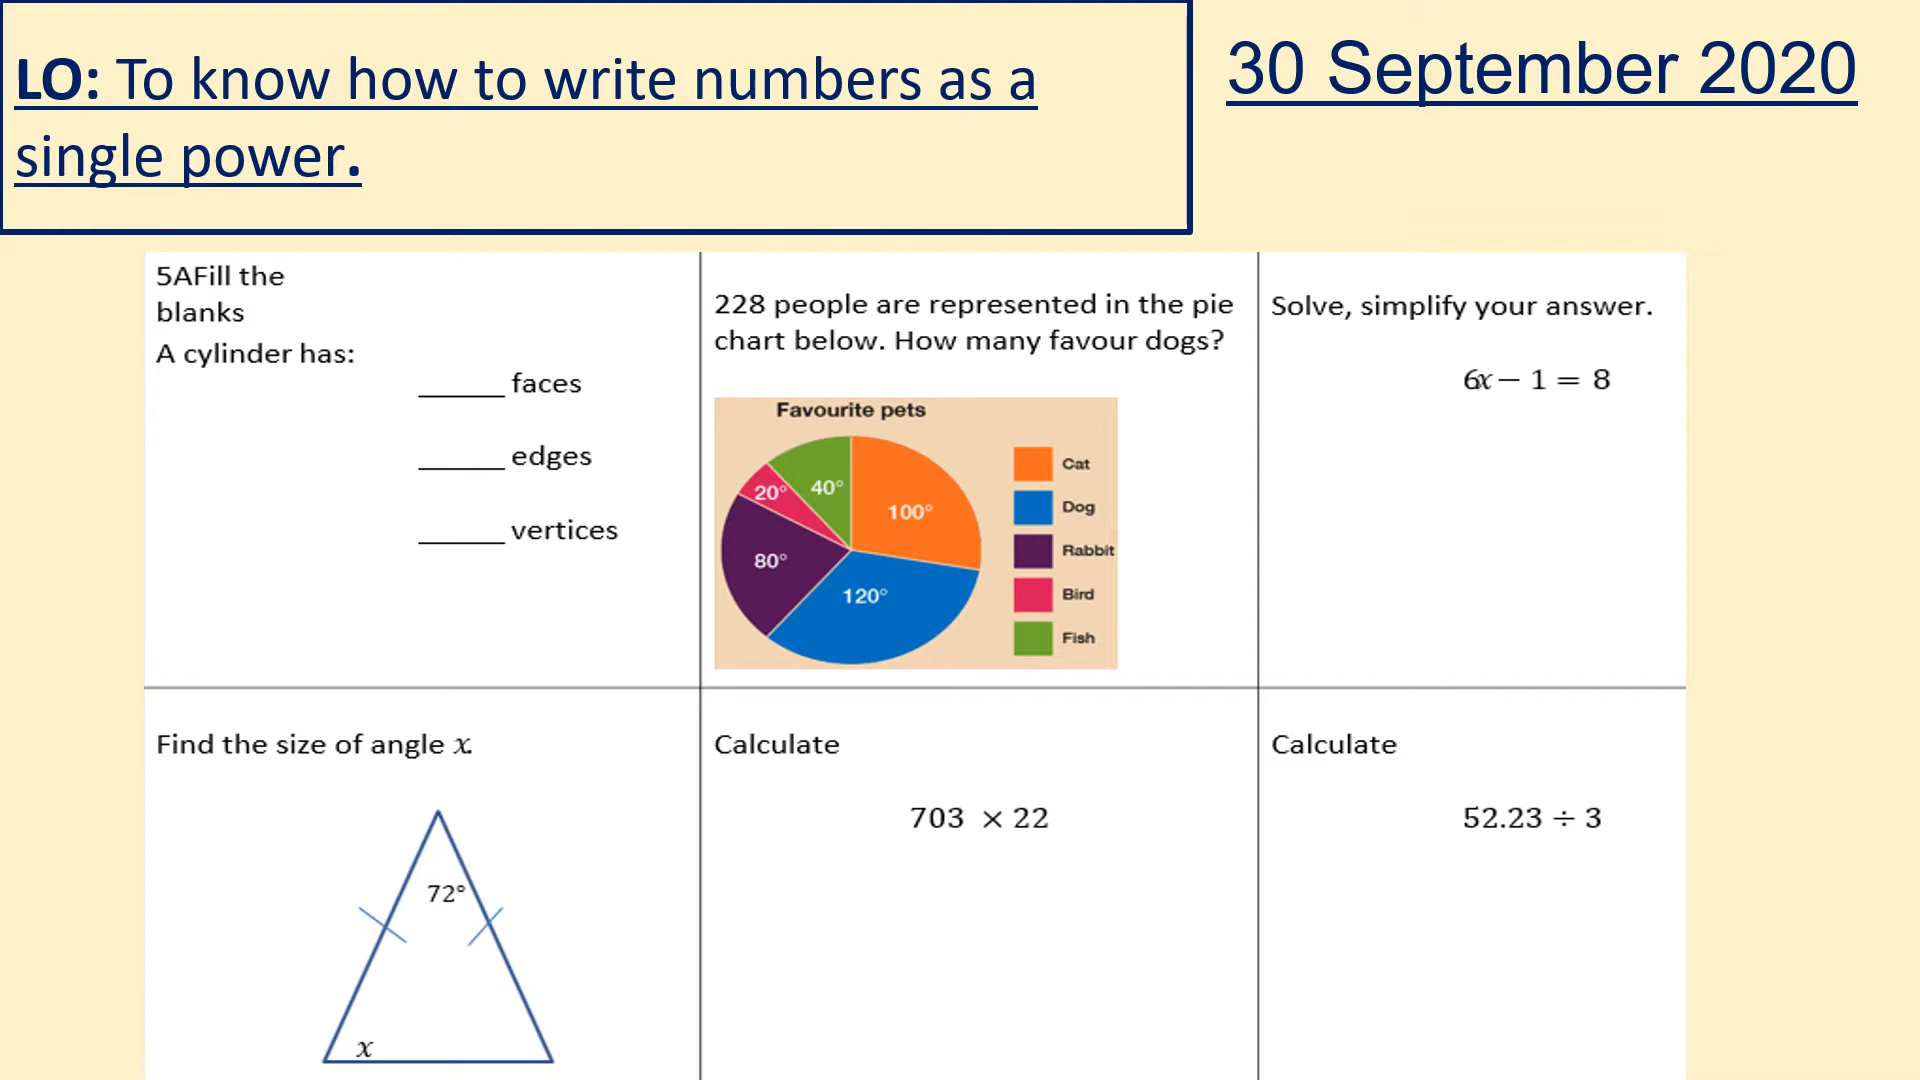 LO: To know how to write numbers as a
single power.
30 September 2020
5AFill the
blanks
A cylinder has:
______ faces
______ edges
______ vertices
228 people are represented in the pie
chart below. How many favour dogs?
Favourite pets
40°
20°
100°
80°
120°
Cat
Dog
Rabbit
Bird
Fish
Solve, simplify your answer.
6x − 1 = 8
Find the size of angle x.
72°
x
Calculate
703 × 22
Calculate
52.23 ÷ 3